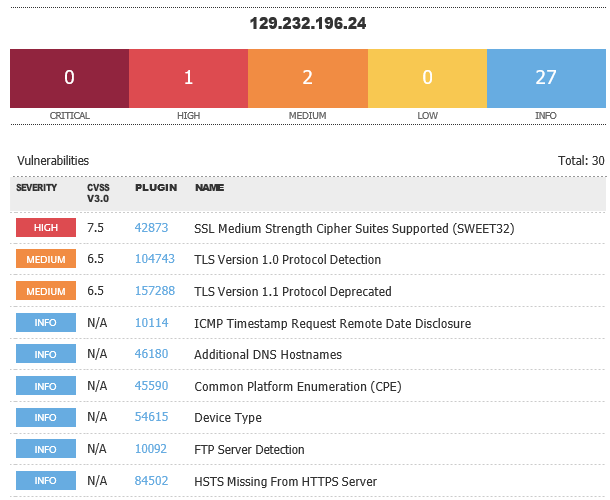 129.232.196.24
0 1 2 0 27
CRITICAL HIGH MEDIUM LOW INFO
Vulnerabilities Total: 30
SEVERITY CVSS V3.0 PLUGIN NAME
HIGH 7.5 42873 SSL Medium Strength Cipher Suites Supported (SWEET32)
MEDIUM 6.5 104743 TLS Version 1.0 Protocol Detection
MEDIUM 6.5 157288 TLS Version 1.1 Protocol Deprecated
INFO N/A 10114 ICMP Timestamp Request Remote Date Disclosure
INFO N/A 46180 Additional DNS Hostnames
INFO N/A 45590 Common Platform Enumeration (CPE)
INFO N/A 54615 Device Type
INFO N/A 10092 FTP Server Detection
INFO N/A 84502 HSTS Missing From HTTPS Server